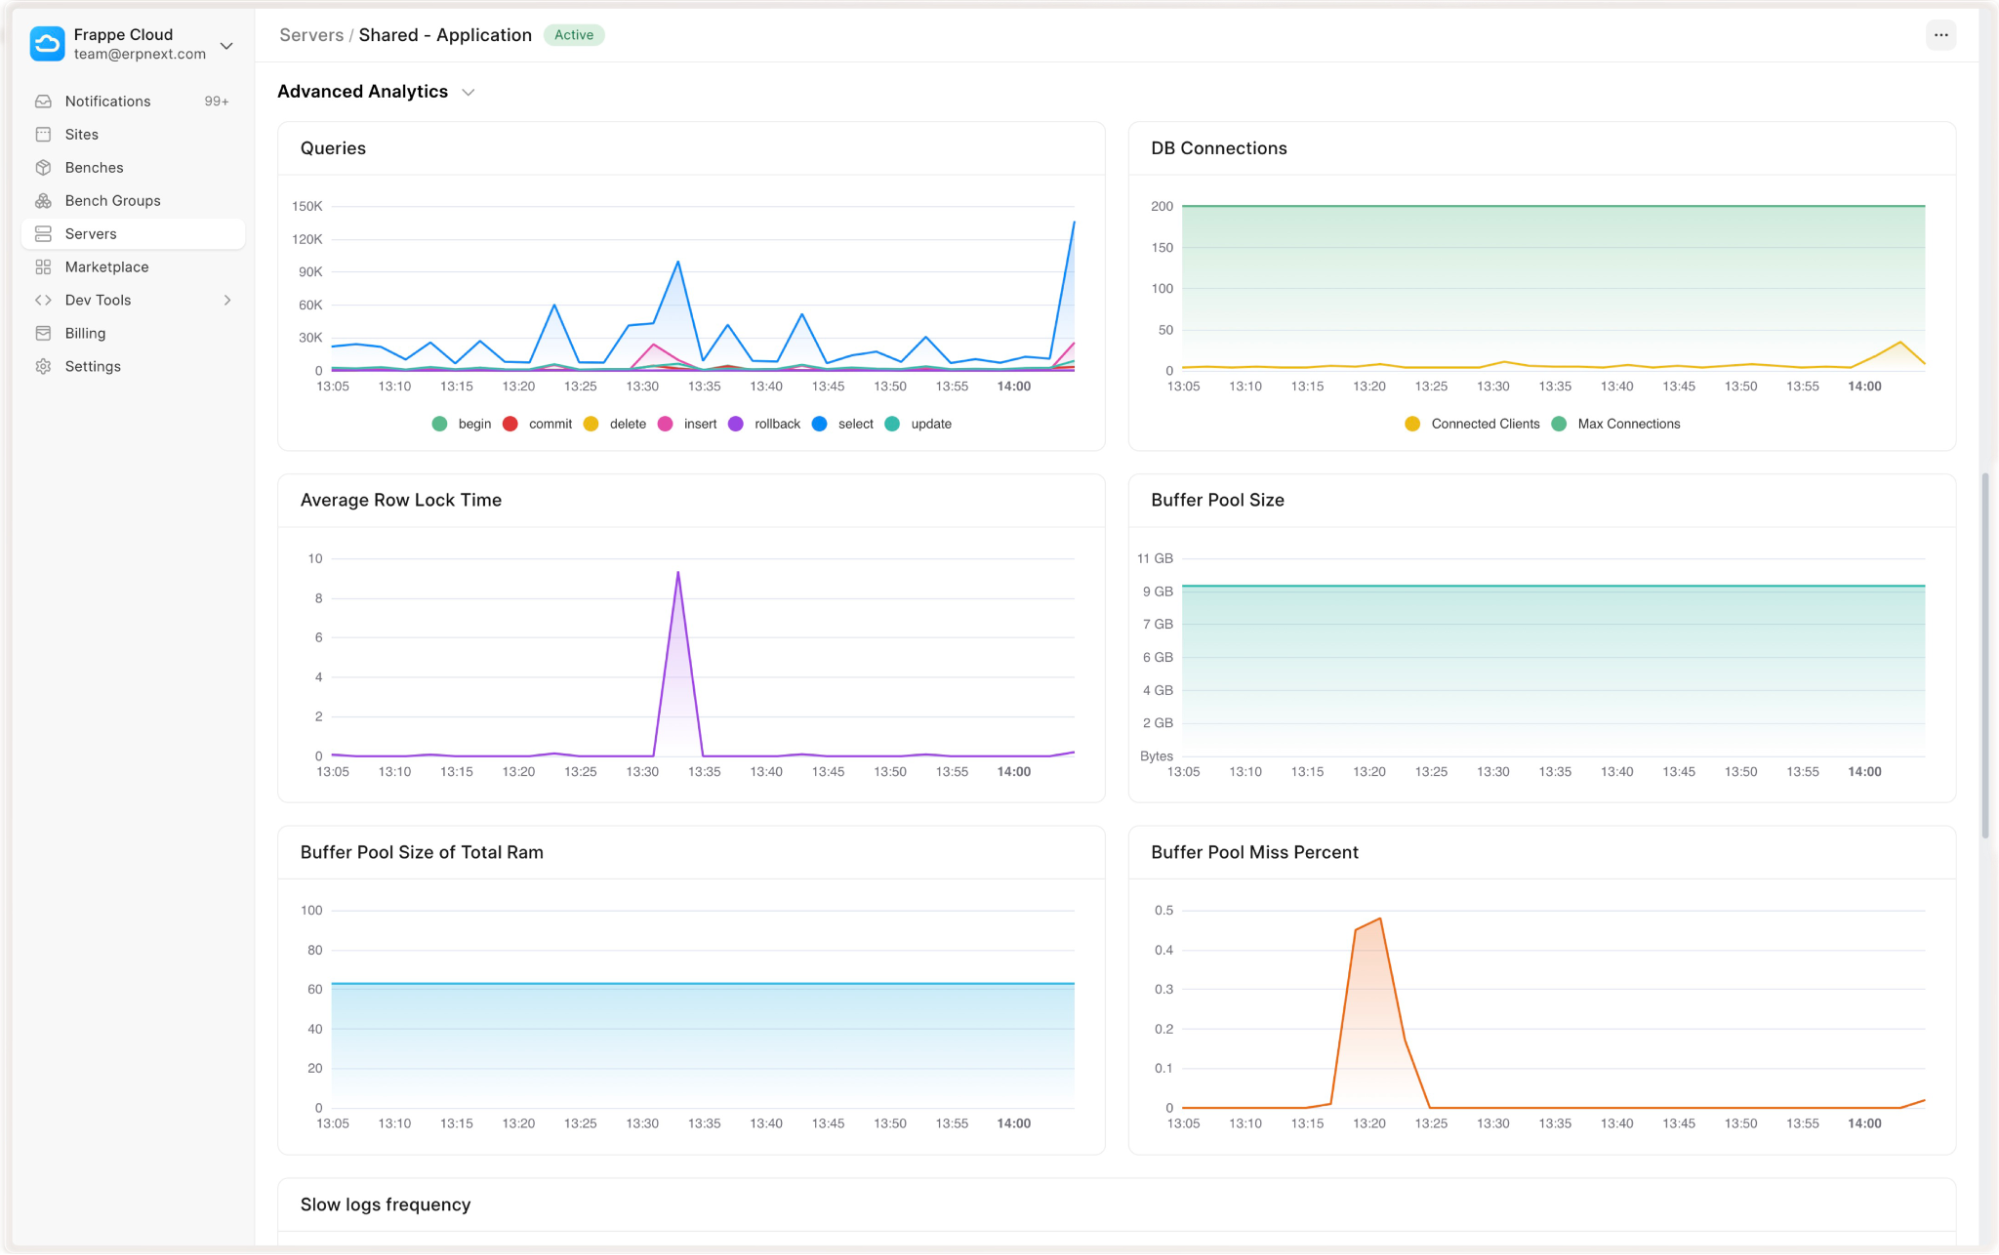 Frappe Cloud
team@erpnext.com
Notifications 99+
Sites
Benches
Bench Groups
Servers
Marketplace
Dev Tools
Billing
Settings
Servers / Shared - Application Active
Advanced Analytics
Queries
150K
120K
90K
60K
30K
0
13:05 13:10 13:15 13:20 13:25 13:30 13:35 13:40 13:45 13:50 13:55 14:00
begin commit delete insert rollback select update
DB Connections
200
150
100
50
0
13:05 13:10 13:15 13:20 13:25 13:30 13:35 13:40 13:45 13:50 13:55 14:00
Connected Clients Max Connections
Average Row Lock Time
10
8
6
4
2
0
13:05 13:10 13:15 13:20 13:25 13:30 13:35 13:40 13:45 13:50 13:55 14:00
Buffer Pool Size
11 GB
9 GB
7 GB
6 GB
4 GB
2 GB
Bytes
13:05 13:10 13:15 13:20 13:25 13:30 13:35 13:40 13:45 13:50 13:55 14:00
Buffer Pool Size of Total Ram
100
80
60
40
20
0
13:05 13:10 13:15 13:20 13:25 13:30 13:35 13:40 13:45 13:50 13:55 14:00
Buffer Pool Miss Percent
0.5
0.4
0.3
0.2
0.1
0
13:05 13:10 13:15 13:20 13:25 13:30 13:35 13:40 13:45 13:50 13:55 14:00
Slow logs frequency